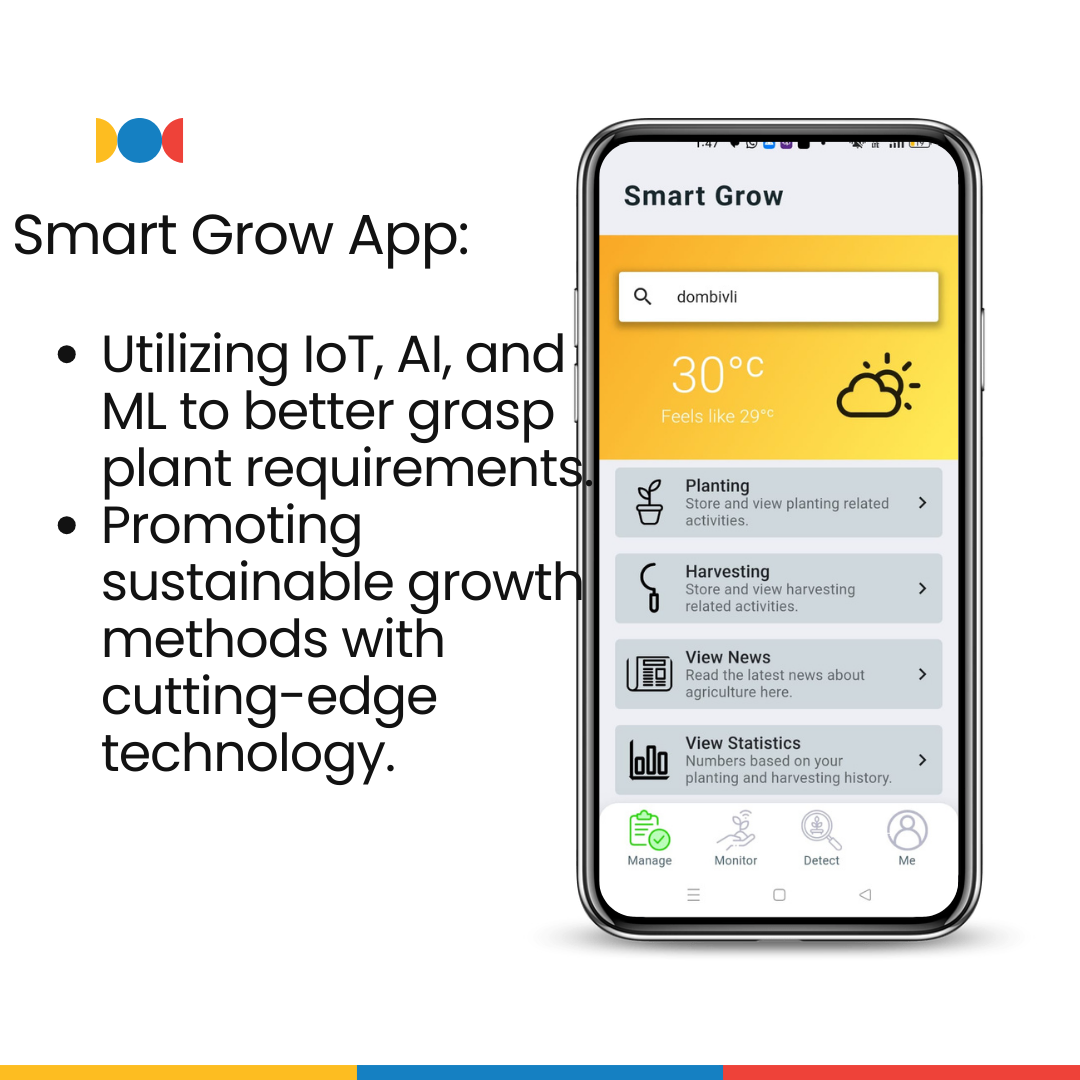 Smart Grow App:
• Utilizing IoT, AI, and
ML to better grasp
plant requirements.
• Promoting
sustainable growth
methods with
cutting-edge
technology.
1:47
Smart Grow
dombivli
30°C
Feels like 29°C
Planting
Store and view planting related
activities.
Harvesting
Store and view harvesting
related activities.
View News
Read the latest news about
agriculture here.
View Statistics
Numbers based on your
planting and harvesting history.
Manage
Monitor
Detect
Me